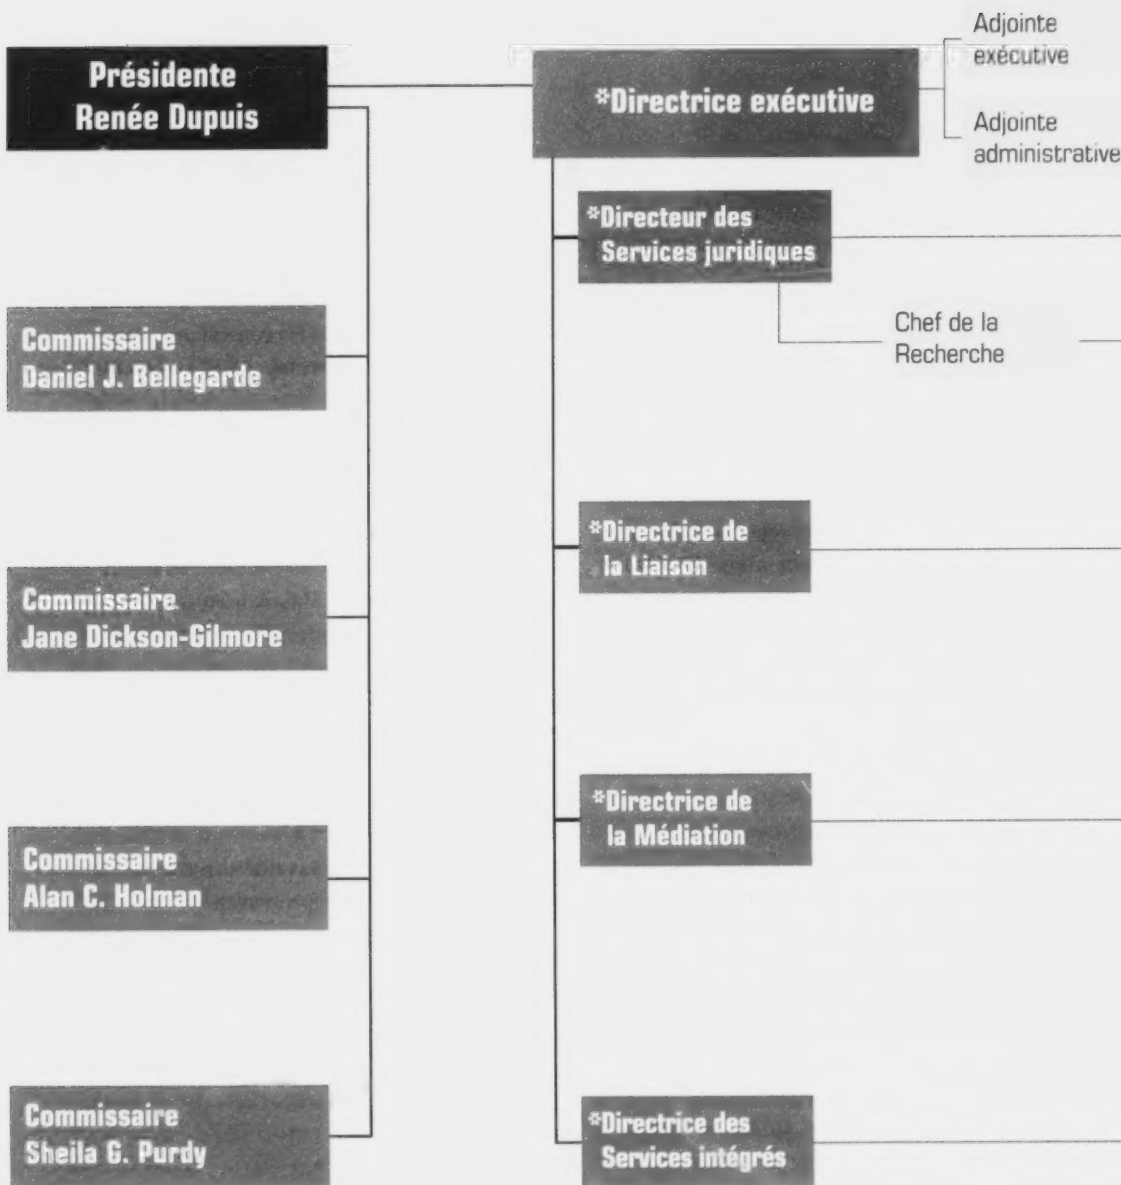 Présidente
Renée Dupuis
Commissaire
Daniel J. Bellegarde
Commissaire
Jane Dickson-Gilmore
Commissaire
Alan C. Holman
Commissaire
Sheila G. Purdy
*Directrice exécutive
Adjointe
exécutive
Adjointe
administrative
*Directeur des
Services juridiques
Chef de la
Recherche
*Directrice de
la Liaison
*Directrice de
la Médiation
*Directrice des
Services intégrés